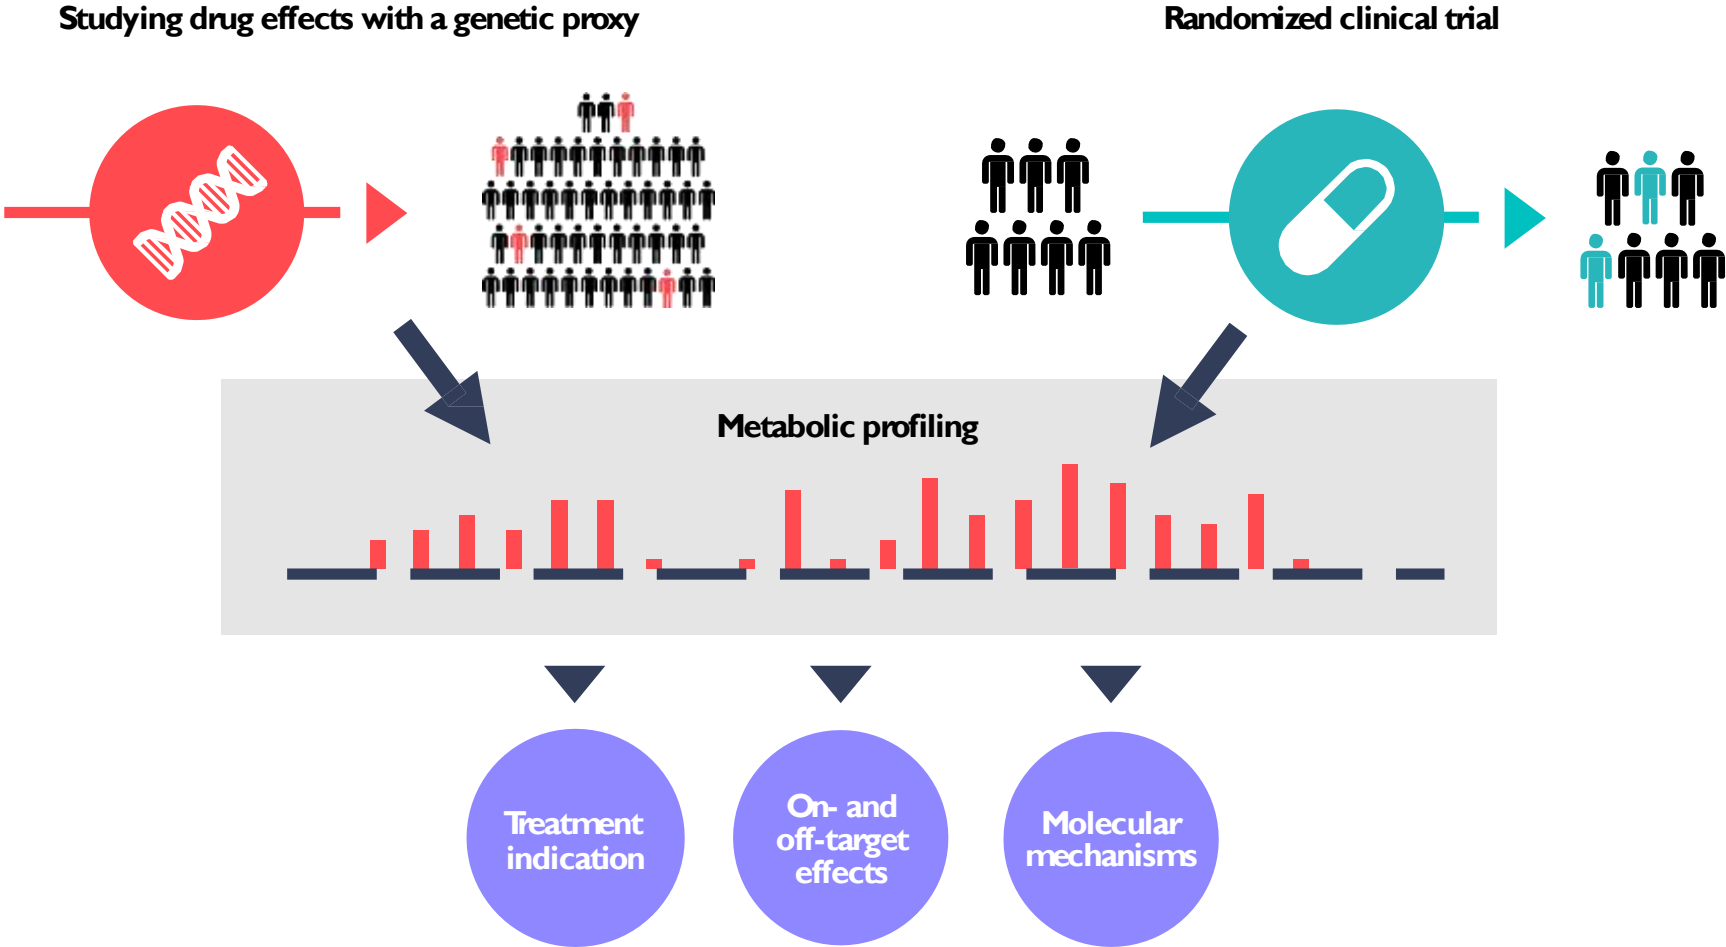 Studying drug effects with a genetic proxy
Randomized clinical trial
Metabolic profiling
Treatment
indication
On- and
off-target
effects
Molecular
mechanisms